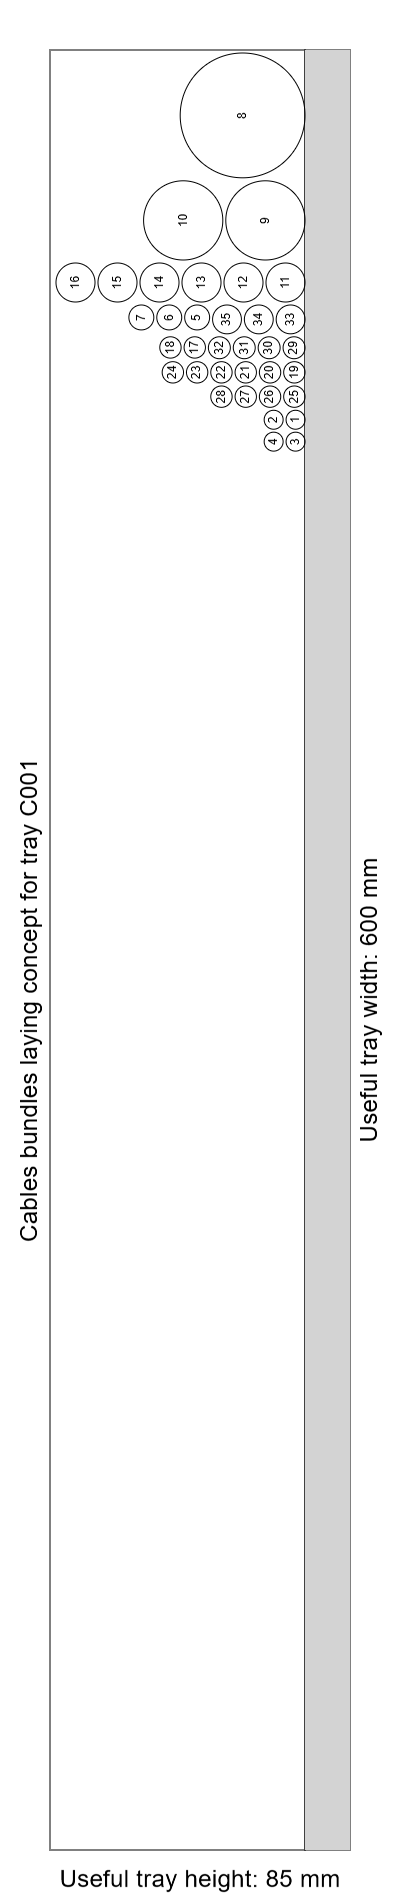 8
10 9
16 15 14 13 12 11
7 6 5 35 34 33
18 17 32 31 30 29
24 23 22 21 20 19
28 27 26 25
2 1
4 3
Cables bundles laying concept for tray C001
Useful tray width: 600 mm
Useful tray height: 85 mm